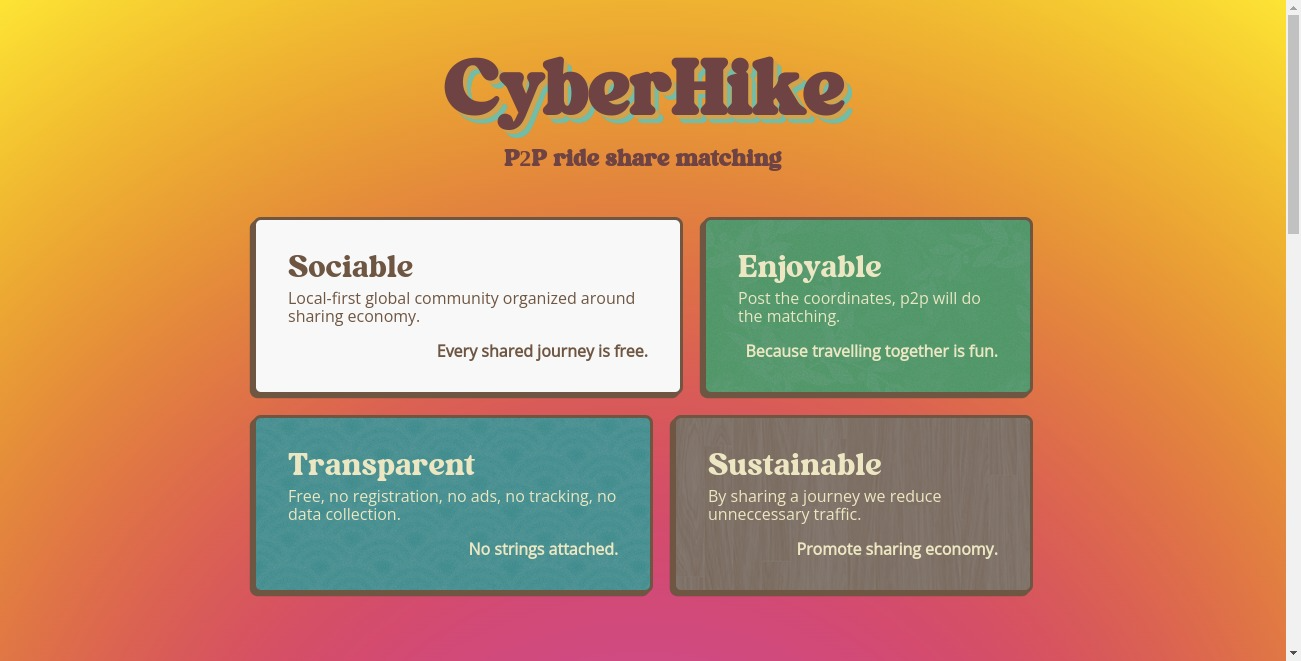 CyberHike
P2P ride share matching
Sociable
Local-first global community organized around
sharing economy.
Every shared journey is free.
Enjoyable
Post the coordinates, p2p will do
the matching.
Because travelling together is fun.
Transparent
Free, no registration, no ads, no tracking, no
data collection.
No strings attached.
Sustainable
By sharing a journey we reduce
unneccessary traffic.
Promote sharing economy.